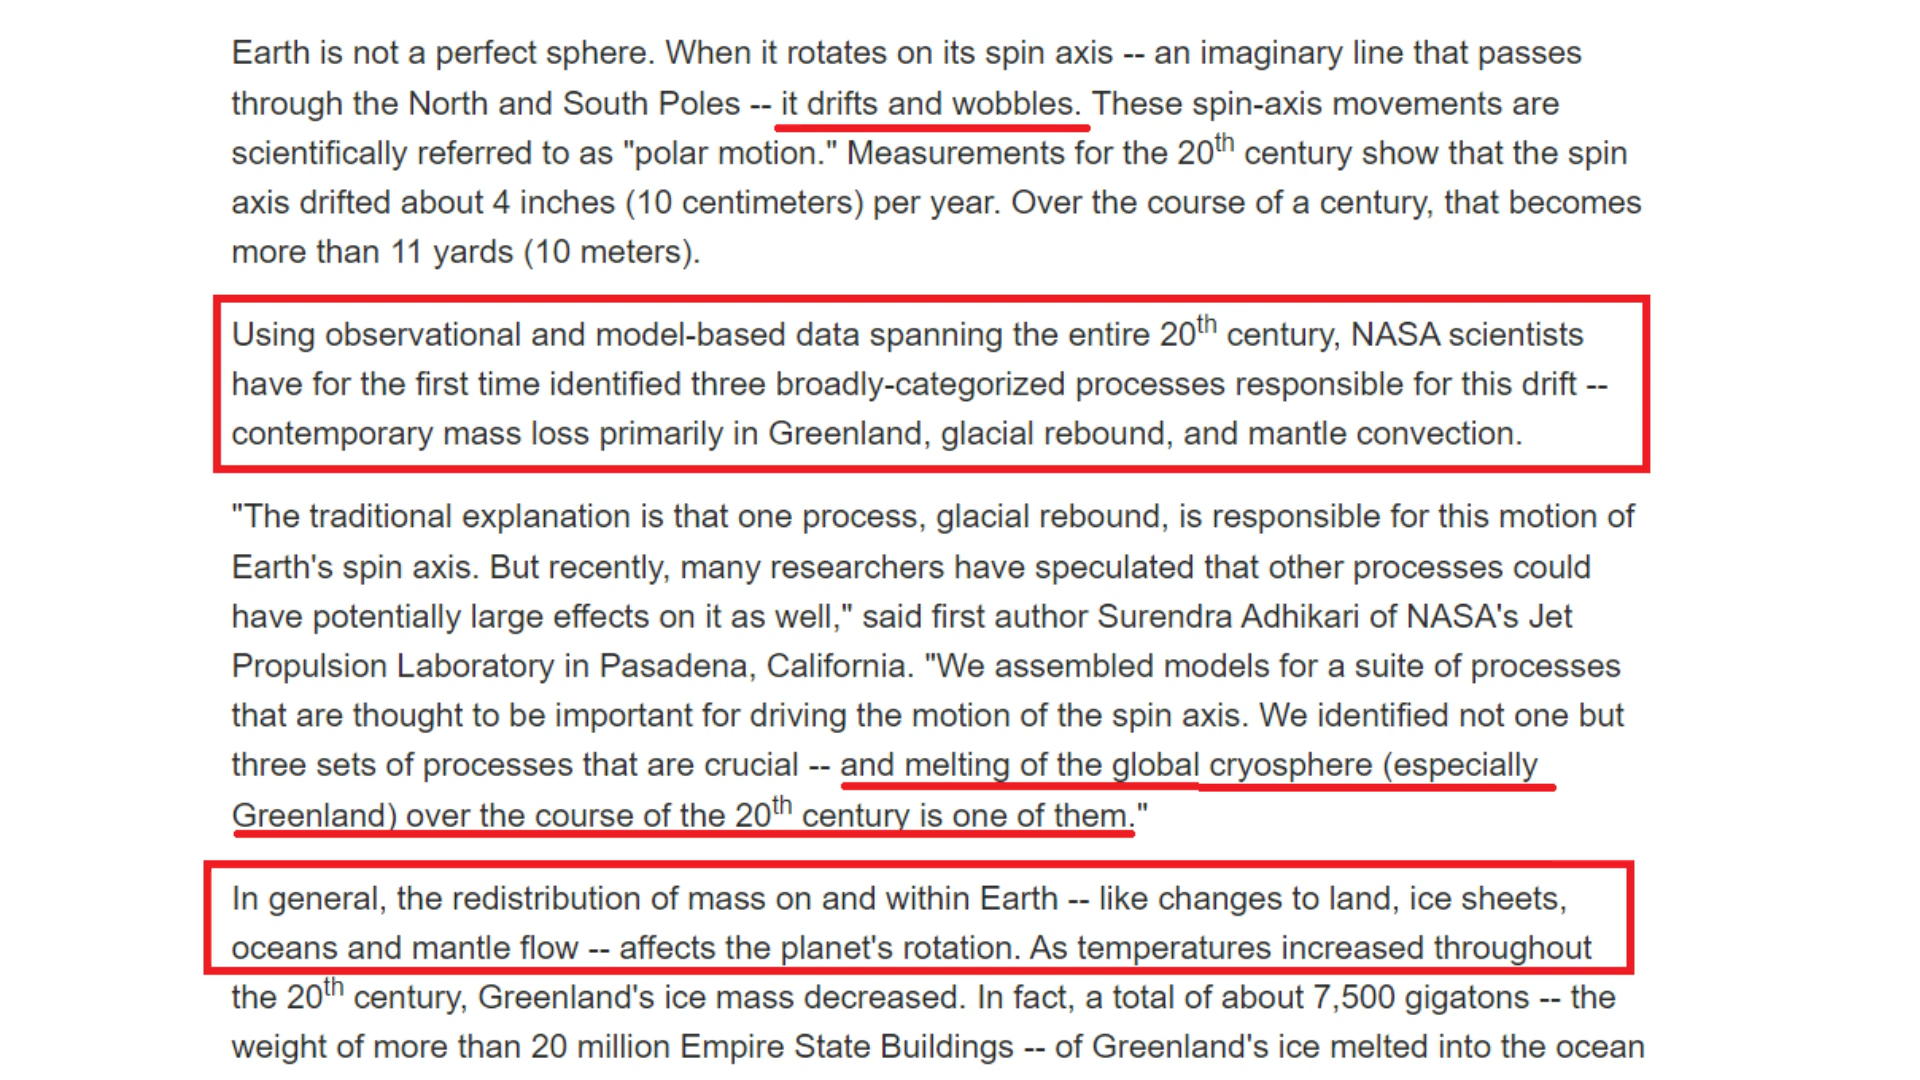 Earth is not a perfect sphere. When it rotates on its spin axis -- an imaginary line that passes
through the North and South Poles -- it drifts and wobbles. These spin-axis movements are
scientifically referred to as "polar motion." Measurements for the 20th century show that the spin
axis drifted about 4 inches (10 centimeters) per year. Over the course of a century, that becomes
more than 11 yards (10 meters).
Using observational and model-based data spanning the entire 20th century, NASA scientists
have for the first time identified three broadly-categorized processes responsible for this drift --
contemporary mass loss primarily in Greenland, glacial rebound, and mantle convection.
"The traditional explanation is that one process, glacial rebound, is responsible for this motion of
Earth's spin axis. But recently, many researchers have speculated that other processes could
have potentially large effects on it as well," said first author Surendra Adhikari of NASA's Jet
Propulsion Laboratory in Pasadena, California. "We assembled models for a suite of processes
that are thought to be important for driving the motion of the spin axis. We identified not one but
three sets of processes that are crucial -- and melting of the global cryosphere (especially
Greenland) over the course of the 20th century is one of them."
In general, the redistribution of mass on and within Earth -- like changes to land, ice sheets,
oceans and mantle flow -- affects the planet's rotation. As temperatures increased throughout
the 20th century, Greenland's ice mass decreased. In fact, a total of about 7,500 gigatons -- the
weight of more than 20 million Empire State Buildings -- of Greenland's ice melted into the ocean